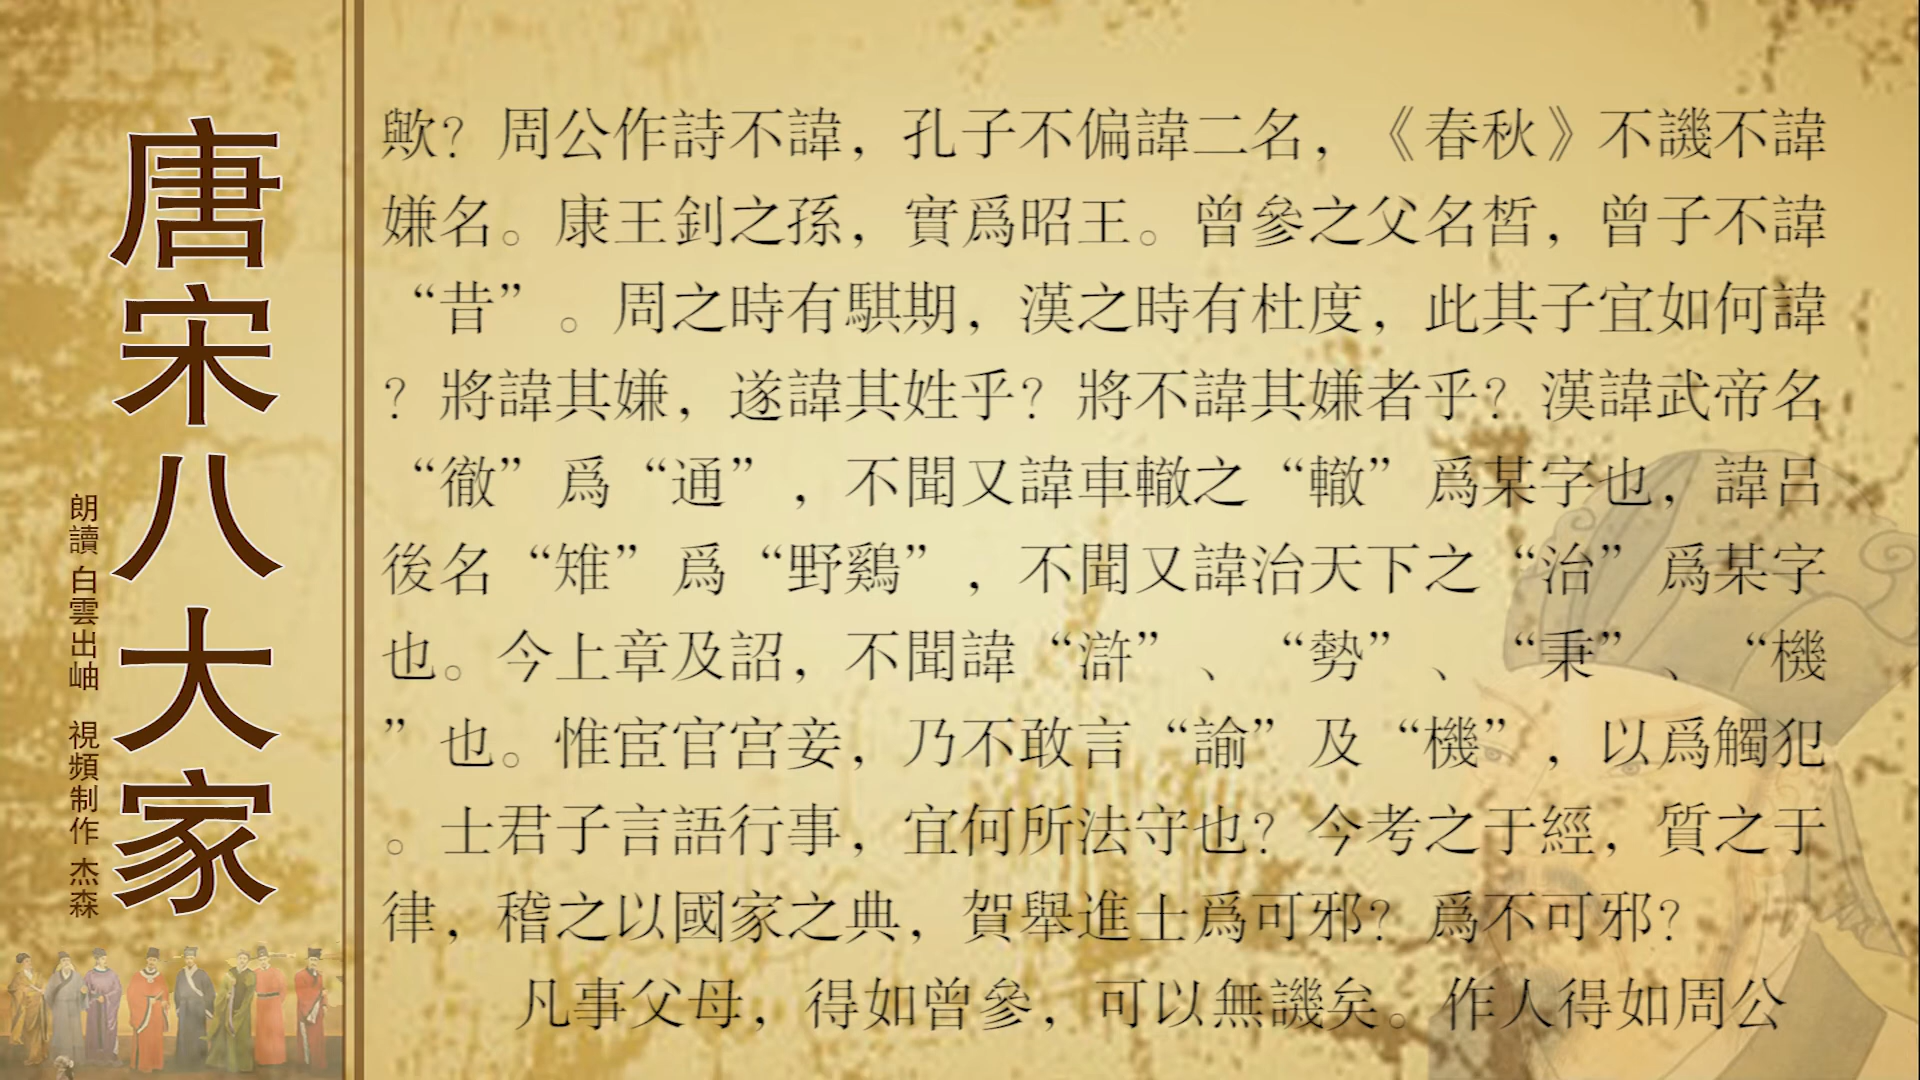 唐宋八大家
朗讀 白雲出岫 視頻制作 杰森
歟？周公作詩不諱，孔子不偏諱二名，《春秋》不譏不諱
嫌名。康王釗之孫，實爲昭王。曾參之父名皙，曾子不諱
“昔”。周之時有騏期，漢之時有杜度，此其子宜如何諱
？將諱其嫌，遂諱其姓乎？將不諱其嫌者乎？漢諱武帝名
“徹”爲“通”，不聞又諱車轍之“轍”爲某字也，諱呂
後名“雉”爲“野鷄”，不聞又諱治天下之“治”爲某字
也。今上章及詔，不聞諱“滸”、“勢”、“秉”、“機
”也。惟宦官宫妾，乃不敢言“諭”及“機”，以爲觸犯
。士君子言語行事，宜何所法守也？今考之于經，質之于
律，稽之以國家之典，賀舉進士爲可邪？爲不可邪？
凡事父母，得如曾參，可以無譏矣。作人得如周公